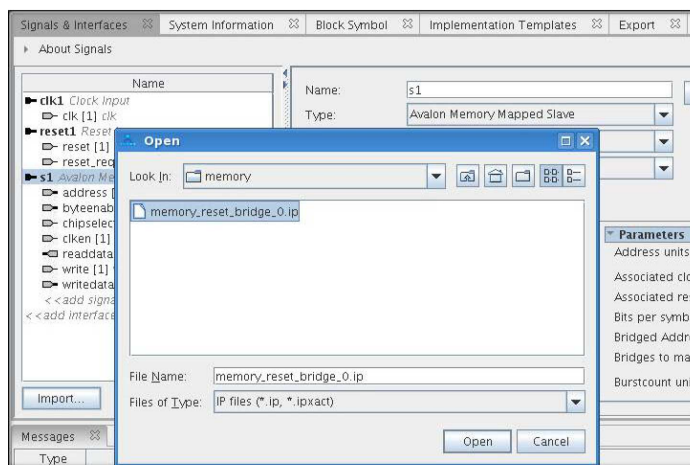 Signals & Interfaces System Information Block Symbol Implementation Templates Export
About Signals
Name
clk1 Clock Input
clk [1] clk
reset1 Reset
reset [1]
reset_req
s1 Avalon Me
address [
byteenab
chipselec
clken [1]
readdata
write [1]
writedata
<<add signa
<<add interface
Import...
Name: s1
Type: Avalon Memory Mapped Slave
Open
Look In: memory
memory_reset_bridge_0.ip
File Name: memory_reset_bridge_0.ip
Files of Type: IP files (*.ip, *.ipxact)
Open Cancel
Parameters
Address units
Associated clo
Associated re
Bits per symb
Bridged Addr
Bridges to ma
Burstcount uni
Messages
Type